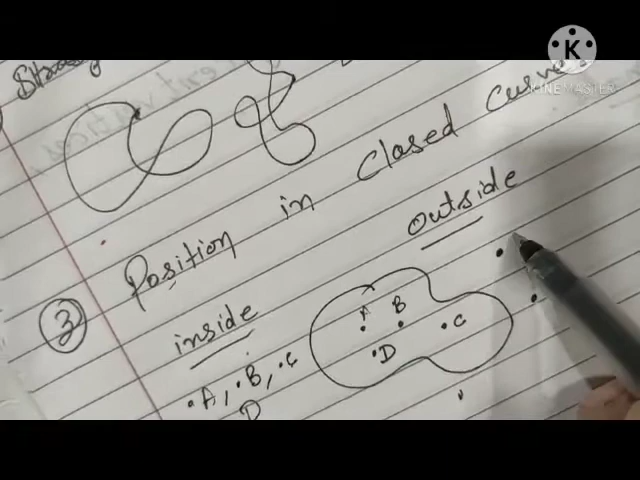 K
KINEMASTER
Position in Closed curve
③
outside
inside
A B
C
D
•A, •B, •C
D